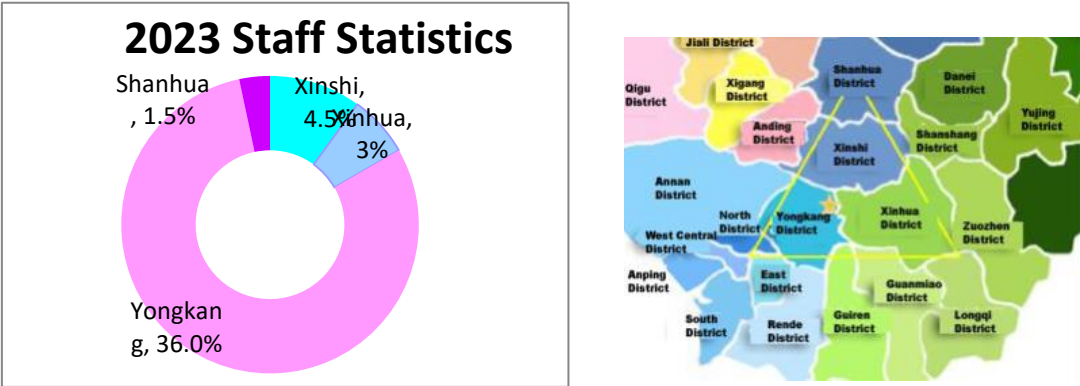 2023 Staff Statistics
Shanhua
, 1.5%
Xinshi,
4.5%
Xinhua,
3%
Yongkan
g, 36.0%
Jiali District
Shanhua
District
Danei
District
Qigu
District
Xigang
District
Yujing
District
Anding
District
Xinshi
District
Shanshang
District
Annan
District
North
District
Yongkang
District
Xinhua
District
Zuozhen
District
West Central
District
Anping
District
East
District
Guanmiao
District
South
District
Rende
District
Guiren
District
Longqi
District